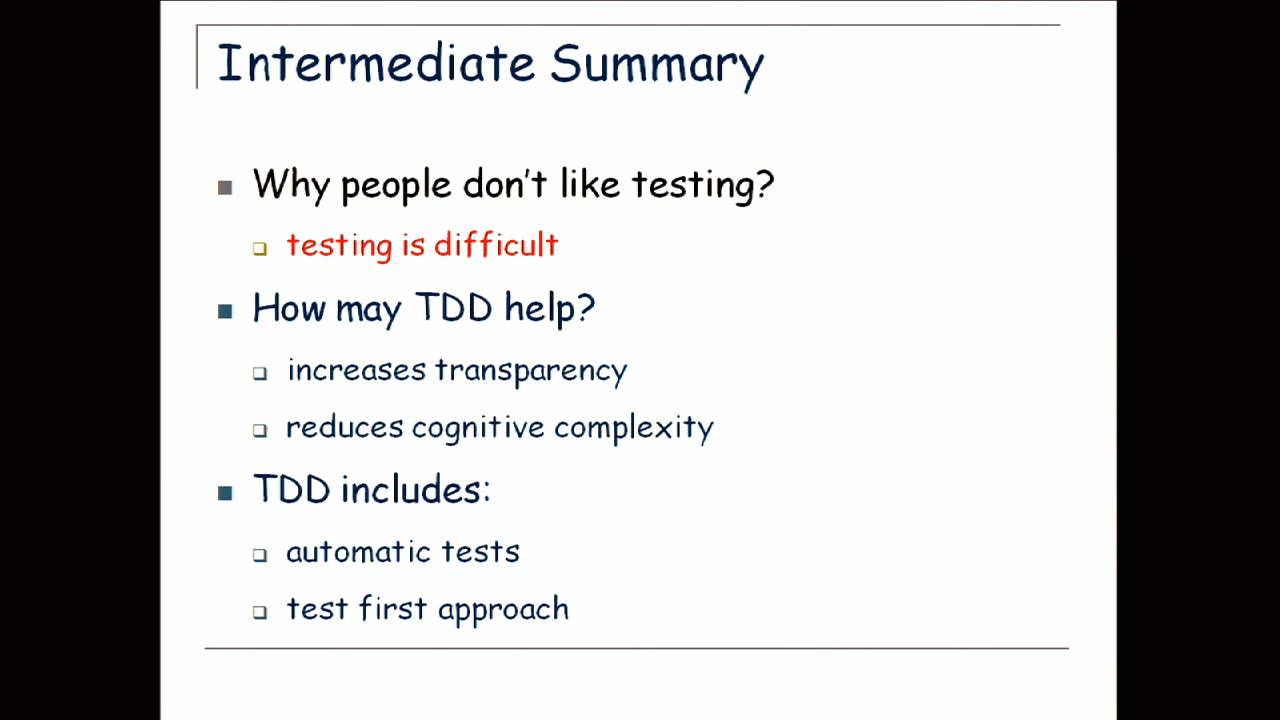 Intermediate Summary
Why people don't like testing?
testing is difficult
How may TDD help?
increases transparency
reduces cognitive complexity
TDD includes:
automatic tests
test first approach